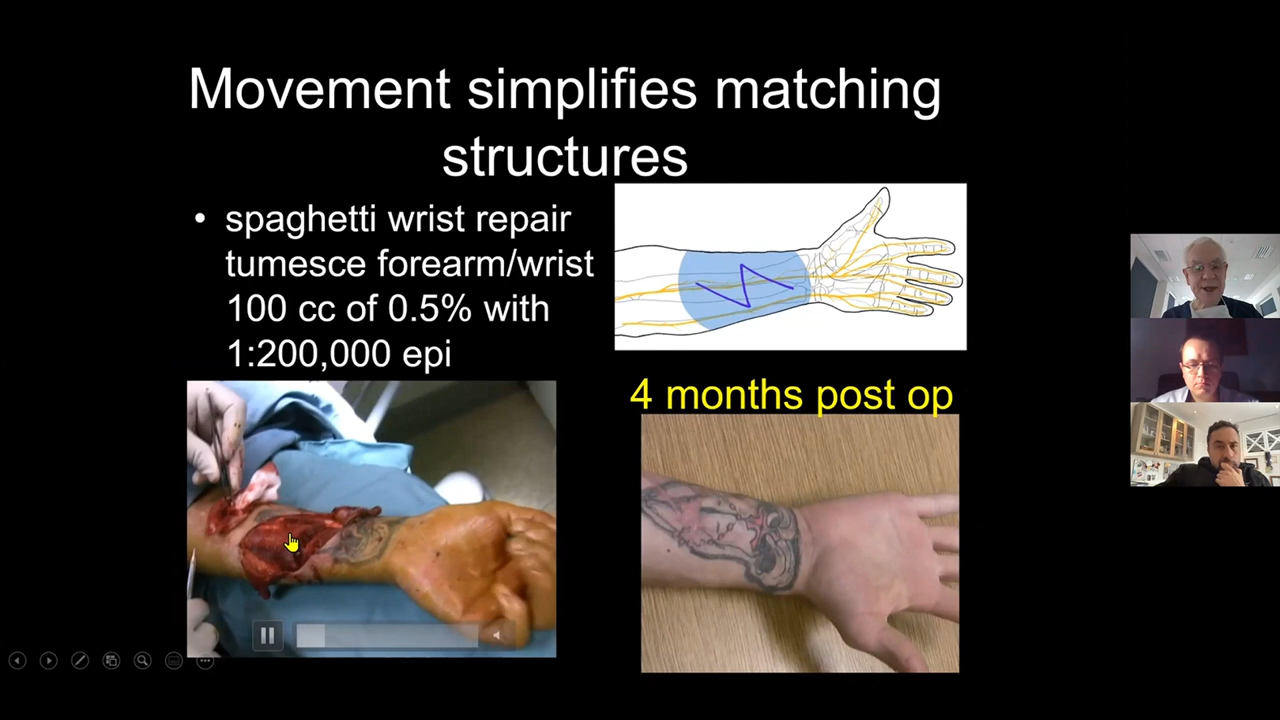 Movement simplifies matching
structures
• spaghetti wrist repair
tumesce forearm/wrist
100 cc of 0.5% with
1:200,000 epi
4 months post op